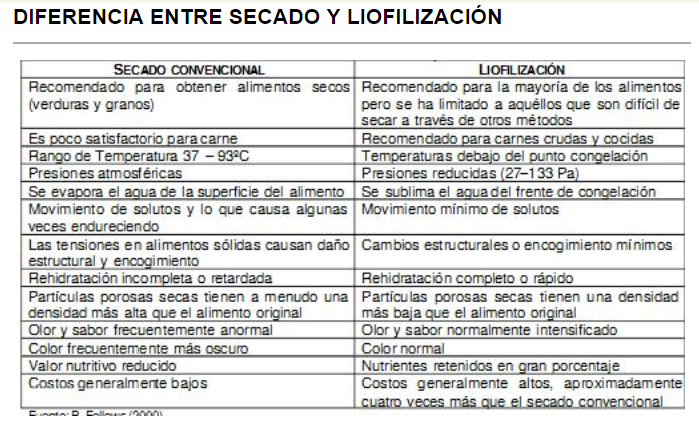 DIFERENCIA ENTRE SECADO Y LIOFILIZACIÓN
SECADO CONVENCIONAL
LIOFILIZACIÓN
Recomendado para obtener alimentos secos
(verduras y granos)
Recomendado para la mayoría de los alimentos
pero se ha limitado a aquéllos que son difícil de
secar a través de otros métodos
Es poco satisfactorio para carne
Recomendado para carnes crudas y cocidas
Rango de Temperatura 37 – 93ºC
Temperaturas debajo del punto congelación
Presiones atmosféricas
Presiones reducidas (27–133 Pa)
Se evapora el agua de la superficie del alimento
Se sublima el agua del frente de congelación
Movimiento de solutos y lo que causa algunas
veces endureciendo
Movimiento mínimo de solutos
Las tensiones en alimentos sólidas causan daño
estructural y encogimiento
Cambios estructurales o encogimiento mínimos
Rehidratación incompleta o retardada
Rehidratación completo o rápido
Partículas porosas secas tienen a menudo una
densidad más alta que el alimento original
Partículas porosas secas tienen una densidad
más baja que el alimento original
Olor y sabor frecuentemente anormal
Olor y sabor normalmente intensificado
Color frecuentemente más oscuro
Color normal
Valor nutritivo reducido
Nutrientes retenidos en gran porcentaje
Costos generalmente bajos
Costos generalmente altos, aproximadamente
cuatro veces más que el secado convencional
Fuente: P. Fellows (2000)